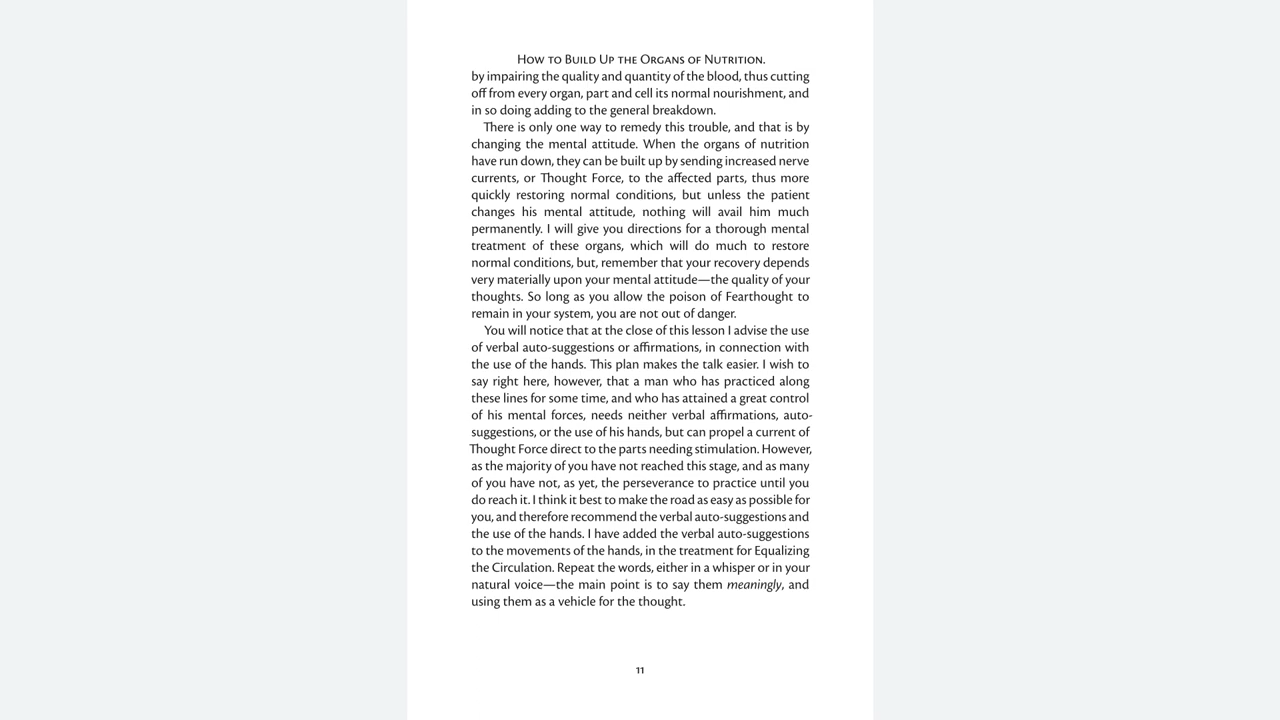 How to Build Up the Organs of Nutrition.
by impairing the quality and quantity of the blood, thus cutting
off from every organ, part and cell its normal nourishment, and
in so doing adding to the general breakdown.
There is only one way to remedy this trouble, and that is by
changing the mental attitude. When the organs of nutrition
have run down, they can be built up by sending increased nerve
currents, or Thought Force, to the affected parts, thus more
quickly restoring normal conditions, but unless the patient
changes his mental attitude, nothing will avail him much
permanently. I will give you directions for a thorough mental
treatment of these organs, which will do much to restore
normal conditions, but, remember that your recovery depends
very materially upon your mental attitude—the quality of your
thoughts. So long as you allow the poison of Fearthought to
remain in your system, you are not out of danger.
You will notice that at the close of this lesson I advise the use
of verbal auto-suggestions or affirmations, in connection with
the use of the hands. This plan makes the talk easier. I wish to
say right here, however, that a man who has practiced along
these lines for some time, and who has attained a great control
of his mental forces, needs neither verbal affirmations, auto-
suggestions, or the use of his hands, but can propel a current of
Thought Force direct to the parts needing stimulation. However,
as the majority of you have not reached this stage, and as many
of you have not, as yet, the perseverance to practice until you
do reach it. I think it best to make the road as easy as possible for
you, and therefore recommend the verbal auto-suggestions and
the use of the hands. I have added the verbal auto-suggestions
to the movements of the hands, in the treatment for Equalizing
the Circulation. Repeat the words, either in a whisper or in your
natural voice—the main point is to say them meaningly, and
using them as a vehicle for the thought.
11